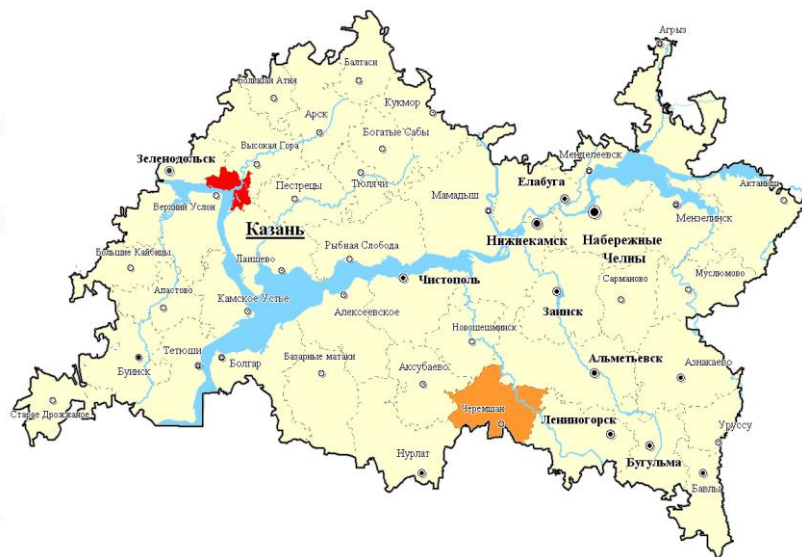 Агрыз
Балтаси
Большая Атня
Кукмор
Арск
Богатые Сабы
Высокая Гора
Зеленодольск
Менделеевск
Тюлячи
Елабуга
Пестрецы
Мамадыш
Актаныш
Верхний Услон
Мензелинск
Нижнекамск
Набережные
Челны
Казань
Рыбная Слобода
Лаишево
Большие Кайбицы
Чистополь
Муслюмово
Сарманово
Апастово
Заинск
Камское Устье
Алексеевское
Новошешминск
Базарные матаки
Тетюши
Болгар
Буинск
Аксубаево
Альметьевск
Азнакаево
Старое Дрожжаное
Черемшан
Лениногорск
Уруссу
Нурлат
Бугульма
Бавлы